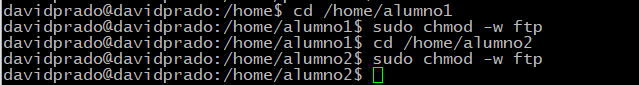 davidprado@davidprado:/home$ cd /home/alumno1
davidprado@davidprado:/home/alumno1$ sudo chmod -w ftp
davidprado@davidprado:/home/alumno1$ cd /home/alumno2
davidprado@davidprado:/home/alumno2$ sudo chmod -w ftp
davidprado@davidprado:/home/alumno2$